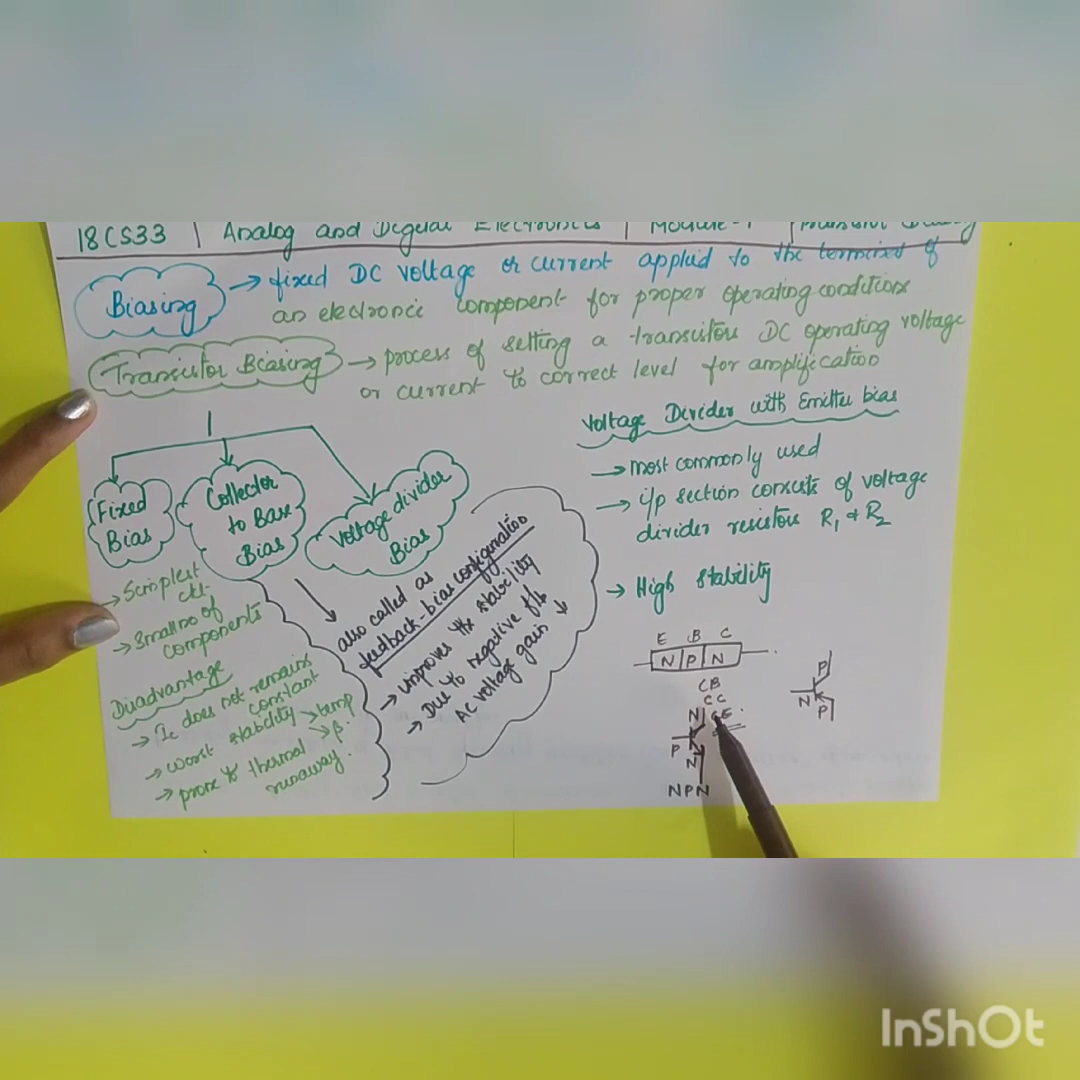 18CS33 | Analog and Digital Electronics | Module-1 |
Biasing → fixed DC voltage or current applied to the terminals of
an electronic component for proper operating conditions
Transistor Biasing → process of setting a transistors DC operating voltage
or current to correct level for amplification
Fixed
Bias
→ Simplest
ckt.
→ Small no of
components
Disadvantage
→ Ic does not remains
constant
→ worst stability → temp
→ β.
→ prone to thermal
runaway.
Collector
to Base
Bias
also called as
feedback-bias configuration
→ improves the stability
→ Due to negative f/b
AC voltage gain ↓
Voltage divider
Bias
Voltage Divider with Emitter bias
→ most commonly used
→ i/p section consists of voltage
divider resistors R1 & R2
→ High stability
E B C
N P N
CB
CC
CE
N
P
N
NPN
P
N
P
InShOt